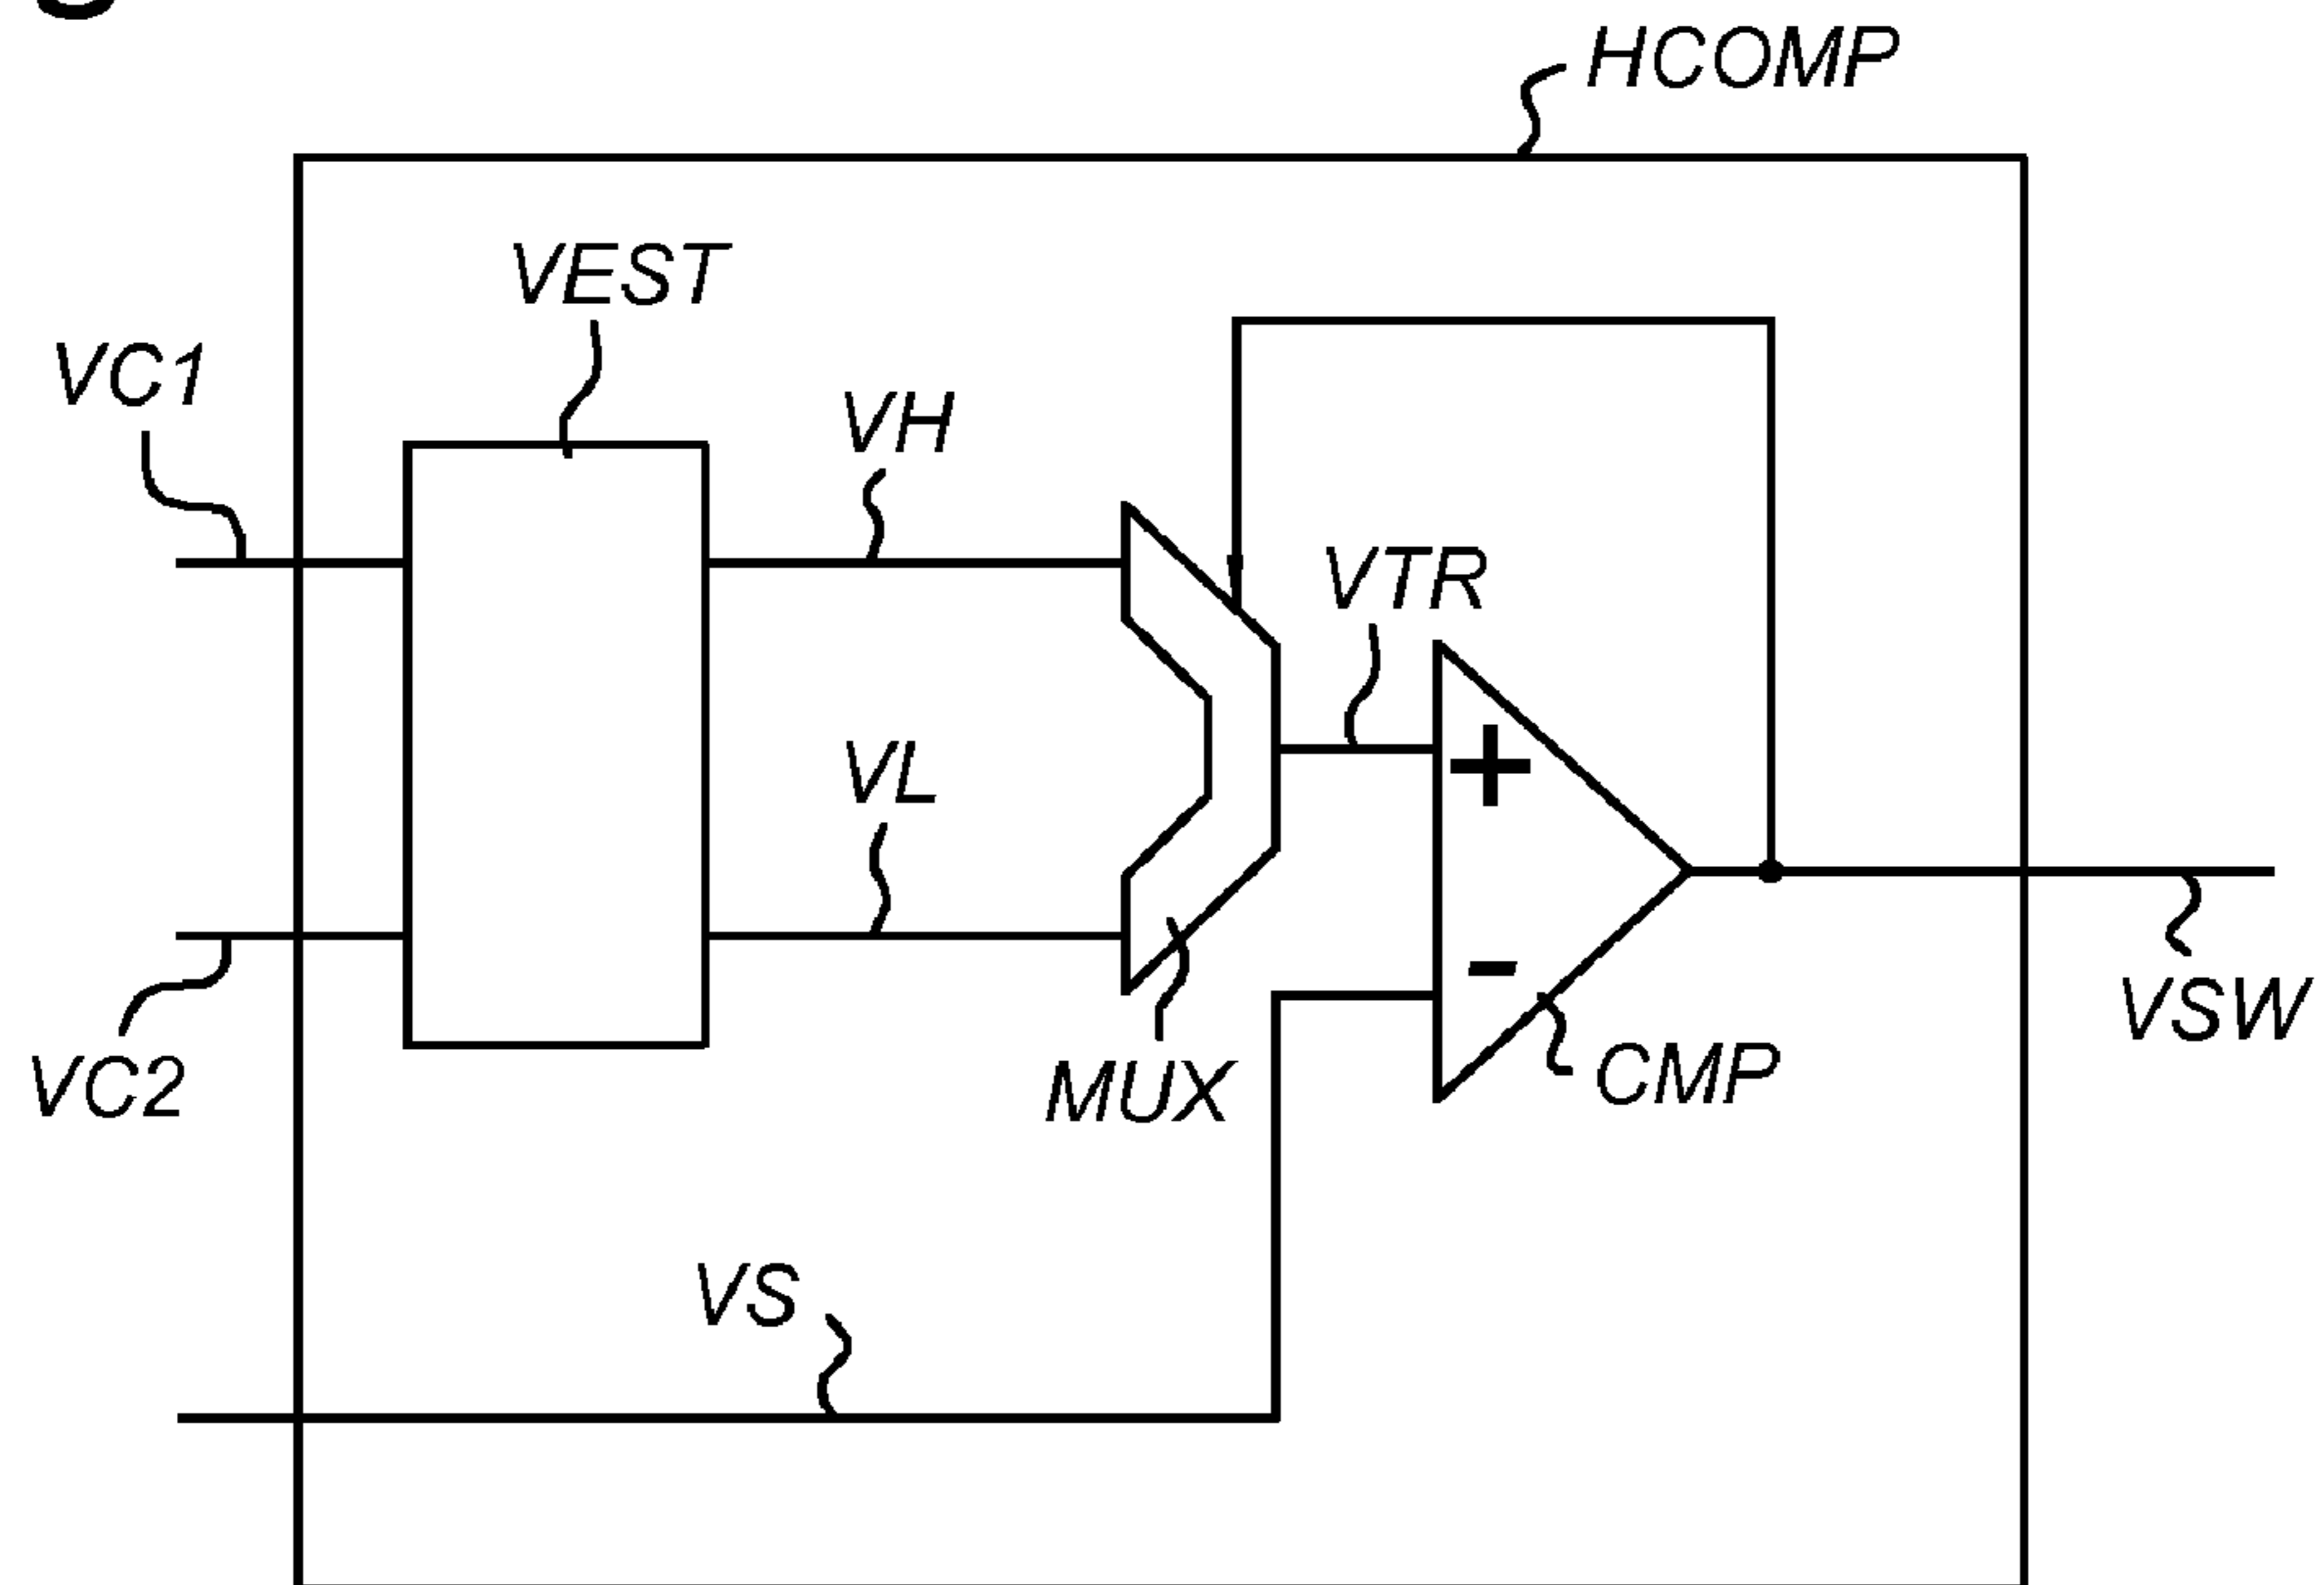 HCOMP
VEST
VC1
VH
VTR
+
VL
-
VSW
VC2
MUX
CMP
VS